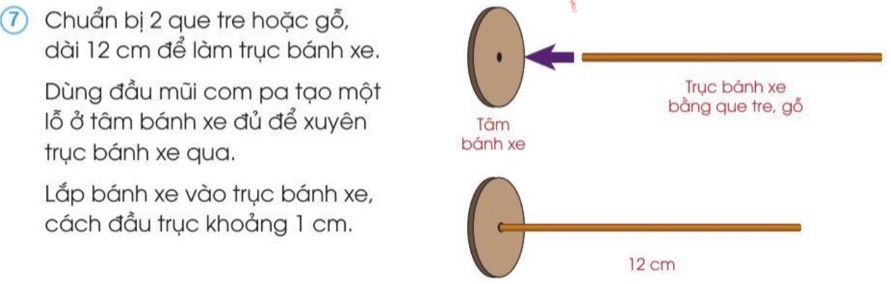 7 Chuẩn bị 2 que tre hoặc gỗ,
dài 12 cm để làm trục bánh xe.
Dùng đầu mũi com pa tạo một
lỗ ở tâm bánh xe đủ để xuyên
trục bánh xe qua.
Lắp bánh xe vào trục bánh xe,
cách đầu trục khoảng 1 cm.
Trục bánh xe
bằng que tre, gỗ
Tâm
bánh xe
12 cm